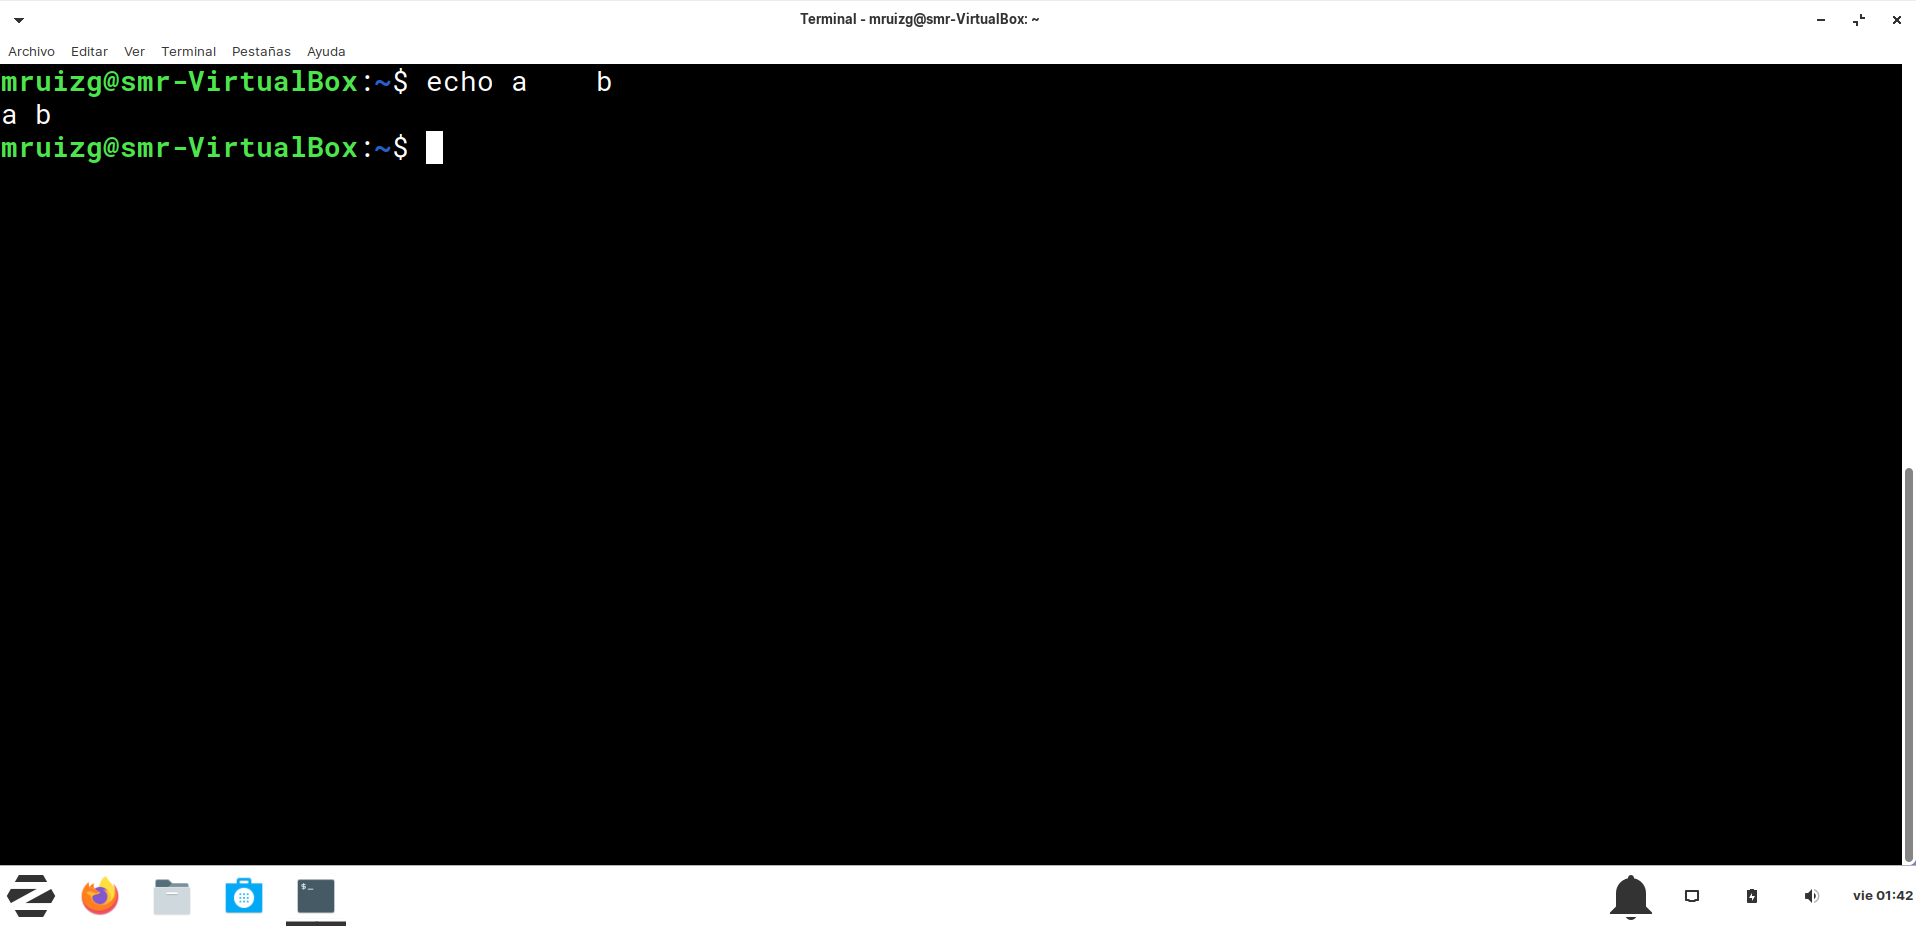 Terminal - mruizg@smr-VirtualBox: ~
Archivo Editar Ver Terminal Pestañas Ayuda
mruizg@smr-VirtualBox:~$ echo a    b
a b
mruizg@smr-VirtualBox:~$
$_
vie 01:42